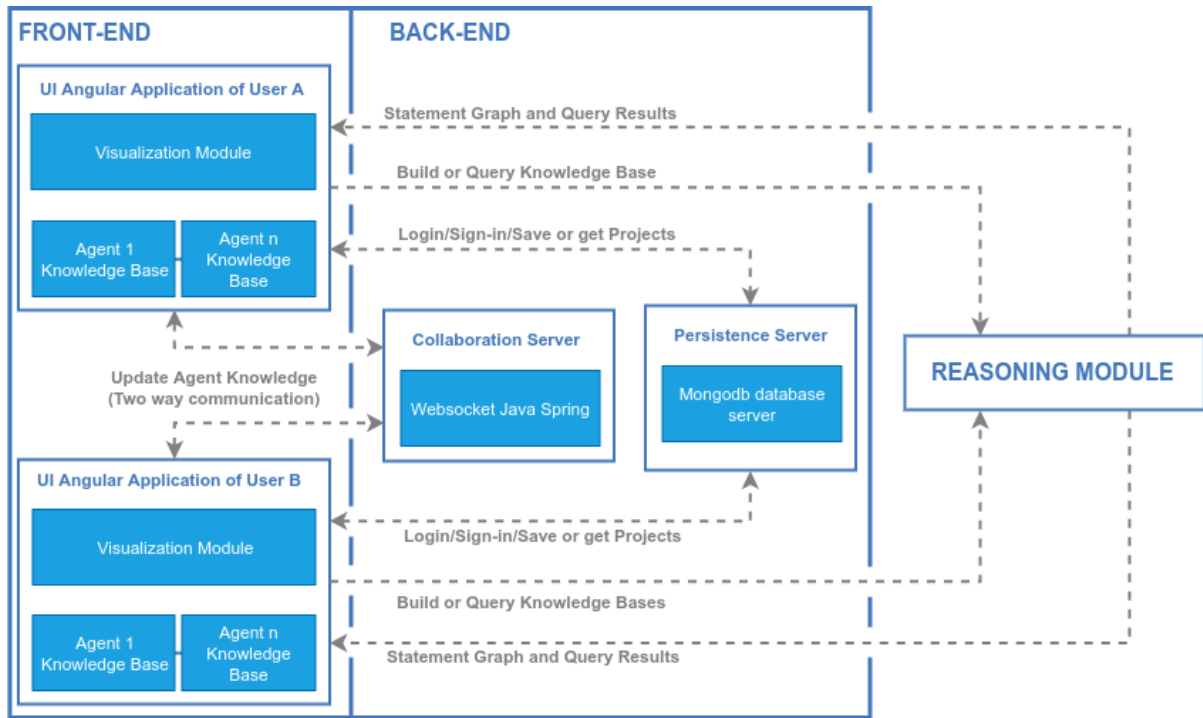 FRONT-END
BACK-END
UI Angular Application of User A
Visualization Module
Agent 1
Knowledge Base
Agent n
Knowledge
Base
Statement Graph and Query Results
Build or Query Knowledge Base
Login/Sign-in/Save or get Projects
Collaboration Server
Websocket Java Spring
Persistence Server
Mongodb database
server
REASONING MODULE
Update Agent Knowledge
(Two way communication)
UI Angular Application of User B
Visualization Module
Agent 1
Knowledge Base
Agent n
Knowledge
Base
Login/Sign-in/Save or get Projects
Build or Query Knowledge Bases
Statement Graph and Query Results